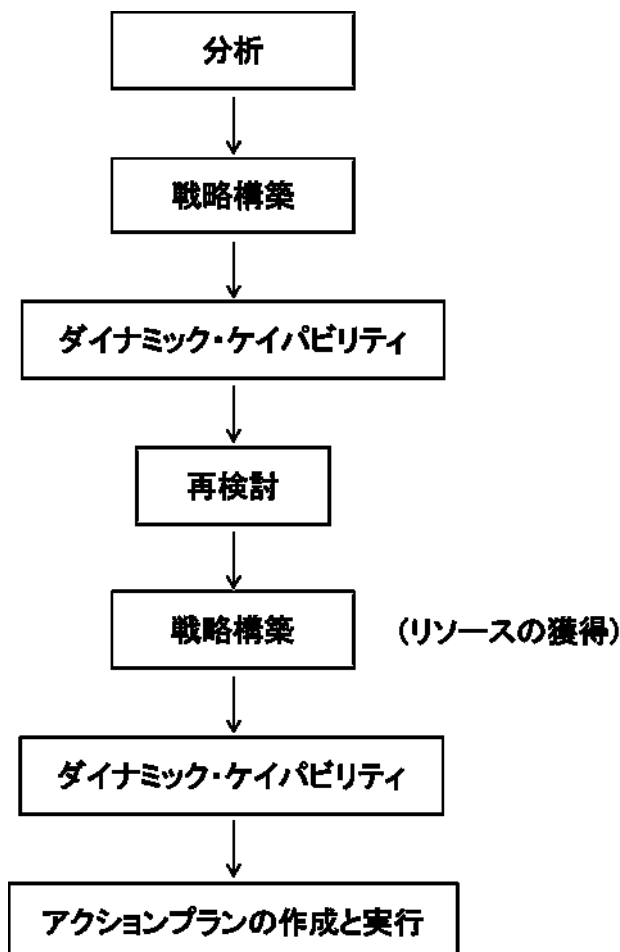 分析
戦略構築
ダイナミック・ケイパビリティ
再検討
戦略構築 (リソースの獲得)
ダイナミック・ケイパビリティ
アクションプランの作成と実行